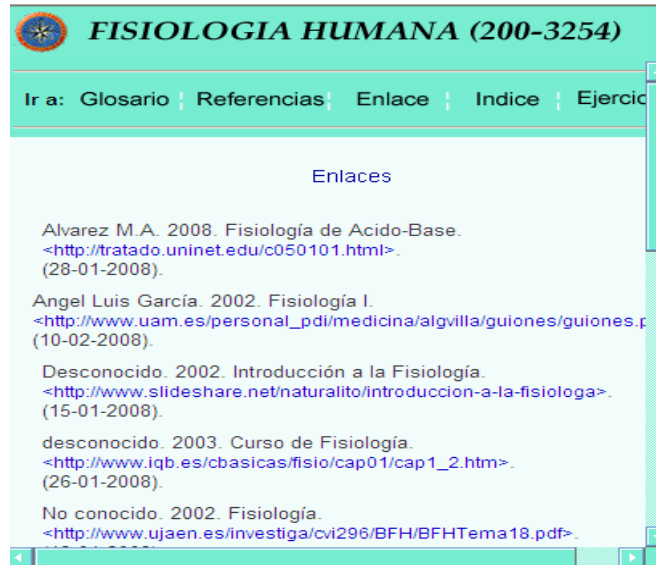 FISIOLOGIA HUMANA (200-3254)
Ir a: Glosario ¦ Referencias ¦ Enlace ¦ Indice ¦ Ejercic
Enlaces
Alvarez M.A. 2008. Fisiología de Acido-Base.
<http://tratado.uninet.edu/c050101.html>.
(28-01-2008).
Angel Luis García. 2002. Fisiología I.
<http://www.uam.es/personal_pdi/medicina/algvilla/guiones/guiones.p
(10-02-2008).
Desconocido. 2002. Introducción a la Fisiología.
<http://www.slideshare.net/naturalito/introduccion-a-la-fisiologa>.
(15-01-2008).
desconocido. 2003. Curso de Fisiología.
<http://www.iqb.es/cbasicas/fisio/cap01/cap1_2.htm>.
(26-01-2008).
No conocido. 2002. Fisiología.
<http://www.ujaen.es/investiga/cvi296/BFH/BFHTema18.pdf>.